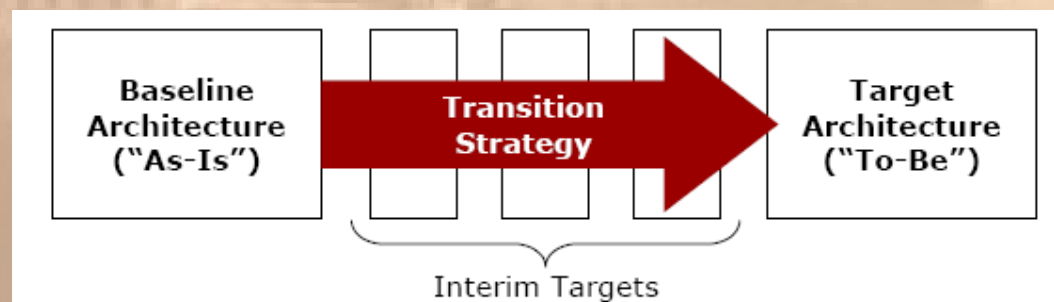 Baseline
Architecture
(“As-Is”)
Transition
Strategy
Target
Architecture
(“To-Be”)
Interim Targets